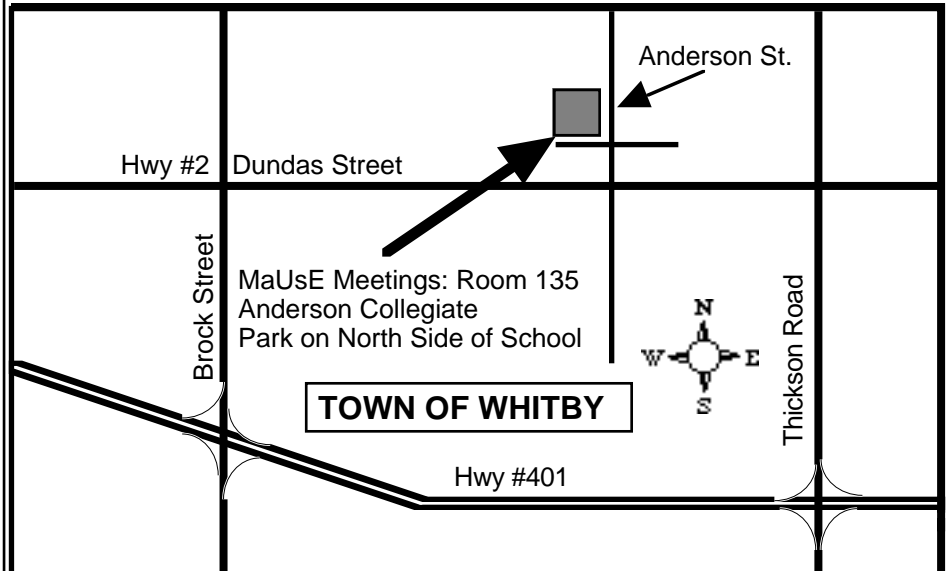 Anderson St.
Hwy #2
Dundas Street
Brock Street
MaUsE Meetings: Room 135
Anderson Collegiate
Park on North Side of School
N
W
E
S
Thickson Road
TOWN OF WHITBY
Hwy #401